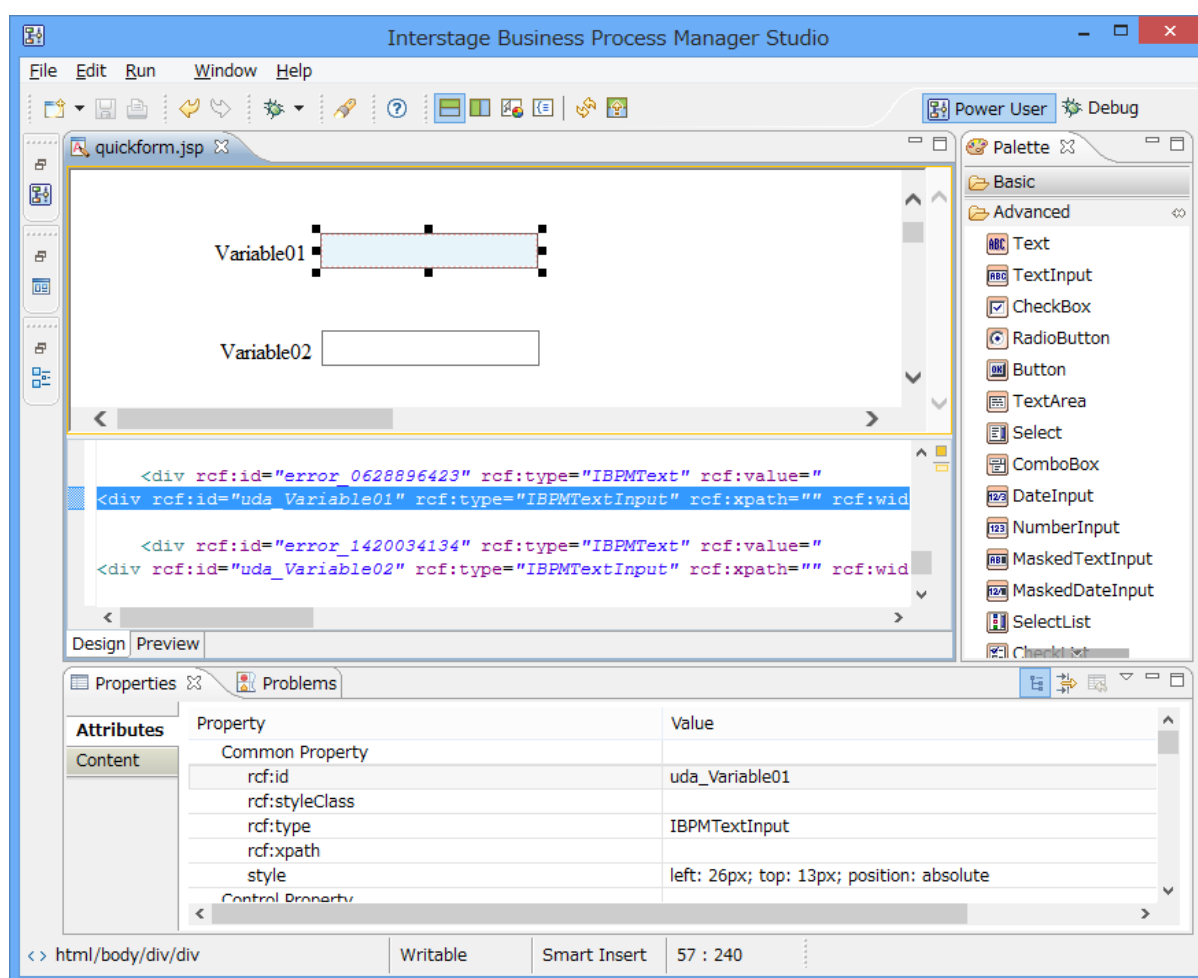 Interstage Business Process Manager Studio
File Edit Run Window Help
Power User Debug
quickform.jsp
Variable01
Variable02
<div rcf:id="error_0628896423" rcf:type="IBPMText" rcf:value="
<div rcf:id="uda_Variable01" rcf:type="IBPMTextInput" rcf:xpath="" rcf:wid
<div rcf:id="error_1420034134" rcf:type="IBPMText" rcf:value="
<div rcf:id="uda_Variable02" rcf:type="IBPMTextInput" rcf:xpath="" rcf:wid
Design Preview
Palette
Basic
Advanced
Text
TextInput
CheckBox
RadioButton
Button
TextArea
Select
ComboBox
DateInput
NumberInput
MaskedTextInput
MaskedDateInput
SelectList
CheckList
Properties Problems
Attributes
Content
Property Value
Common Property
rcf:id uda_Variable01
rcf:styleClass
rcf:type IBPMTextInput
rcf:xpath
style left: 26px; top: 13px; position: absolute
Control Property
html/body/div/div Writable Smart Insert 57 : 240